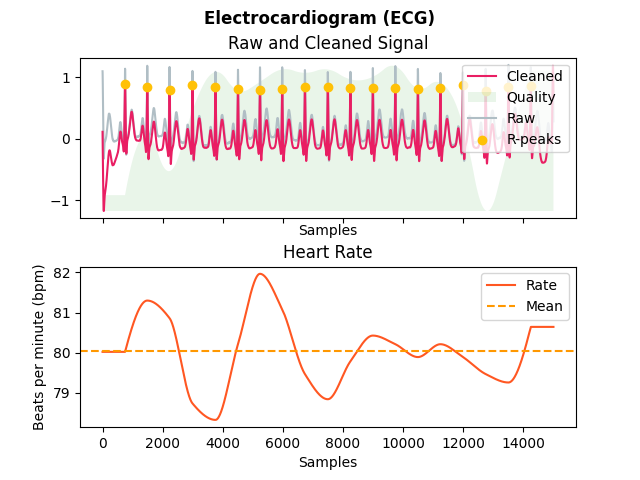 Electrocardiogram (ECG)
Raw and Cleaned Signal
1
0
−1
Cleaned
Quality
Raw
R-peaks
Samples
Heart Rate
Beats per minute (bpm)
82
81
80
79
Rate
Mean
0 2000 4000 6000 8000 10000 12000 14000
Samples